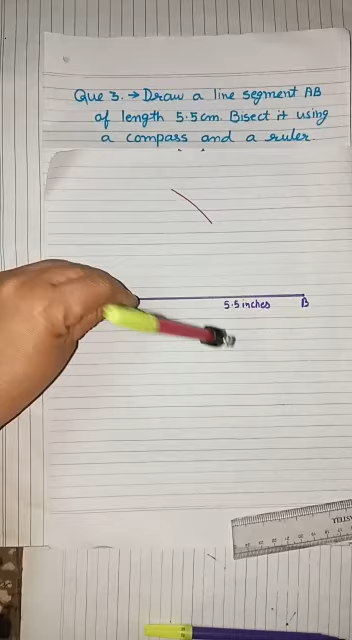 Que 3. → Draw a line segment AB
of length 5.5 cm. Bisect it using
a compass and a ruler.
5.5 inches B